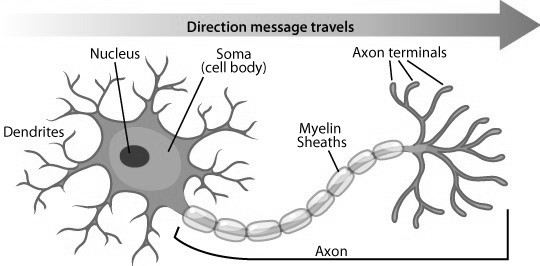 Direction message travels
Nucleus
Soma
(cell body)
Axon terminals
Dendrites
Myelin
Sheaths
Axon